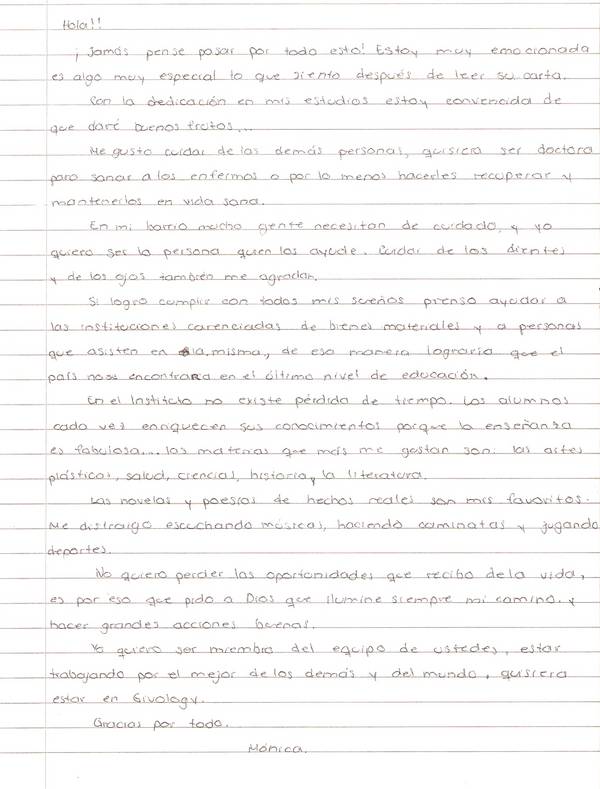 Hola!!
¡Jamás pense pasar por todo esto! Estoy muy emocionada
es algo muy especial lo que siento después de leer su carta.
Con la dedicación en mis estudios estoy convencida de
que daré buenos frutos...
Me gusto cuidar de las demás personas, quisiera ser doctora
para sanar a los enfermos o por lo menos hacerles recuperar y
mantenerlos en vida sana.
En mi barrio mucho gente necesitan de cuidado, y yo
quiero ser la persona quien los ayude. Cuidar de los dientes
y de los ojos también me agradan.
Si logro cumplir con todos mis sueños pienso ayudar a
las instituciones carenciadas de bienes materiales y a personas
que asisten en la misma, de esa manera lograría que el
país no se encontrara en el último nivel de educación.
En el Instituto no existe pérdida de tiempo. Los alumnos
cada vez enriquecen sus conocimientos porque la enseñanza
es fabulosa... las materias que más me gustan son: las artes
plásticas, salud, ciencias, historia y la literatura.
Las novelas y poesías de hechos reales son mis favoritos.
Me distraigo escuchando músicas, haciendo caminatas y jugando
deportes.
No quiero perder las oportunidades que recibo de la vida,
es por eso que pido a Dios que ilumine siempre mi camino. y
hacer grandes acciones buenas.
Yo quiero ser miembro del equipo de ustedes, estar
trabajando por el mejor de los demás y del mundo, quisiera
estar en Givology.
Gracias por todo.
Mónica.